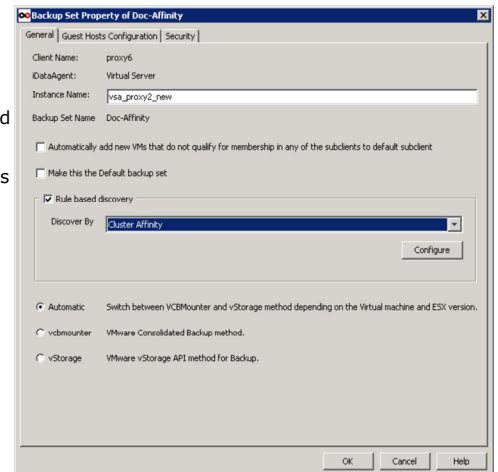 Backup Set Property of Doc-Affinity
General Guest Hosts Configuration Security
Client Name: proxy6
iDataAgent: Virtual Server
Instance Name: vsa_proxy2_new
d
Backup Set Name Doc-Affinity
Automatically add new VMs that do not qualify for membership in any of the subclients to default subclient
s
Make this the Default backup set
Rule based discovery
Discover By Cluster Affinity
Configure
Automatic Switch between VCBMounter and vStorage method depending on the Virtual machine and ESX version.
vcbmounter VMware Consolidated Backup method.
vStorage VMware vStorage API method for Backup.
OK Cancel Help